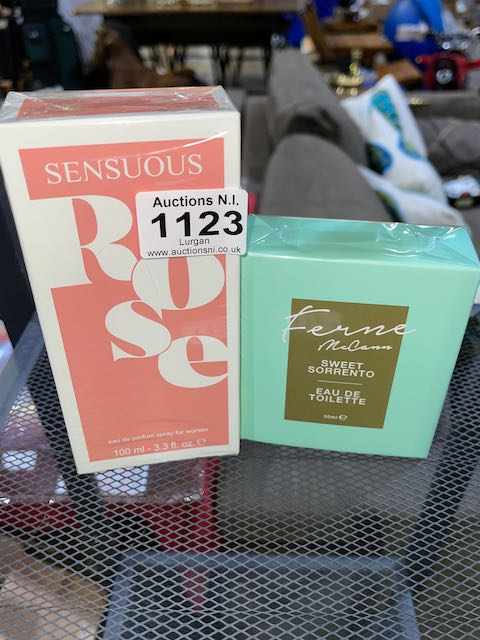 SENSUOUS
Rose
Auctions N.I.
1123
Lurgan
www.auctionsni.co.uk
eau de parfum spray for women
100 ml - 3.3 fl. oz. ℮
Ferne
McCann
SWEET
SORRENTO
EAU DE
TOILETTE
50ml ℮